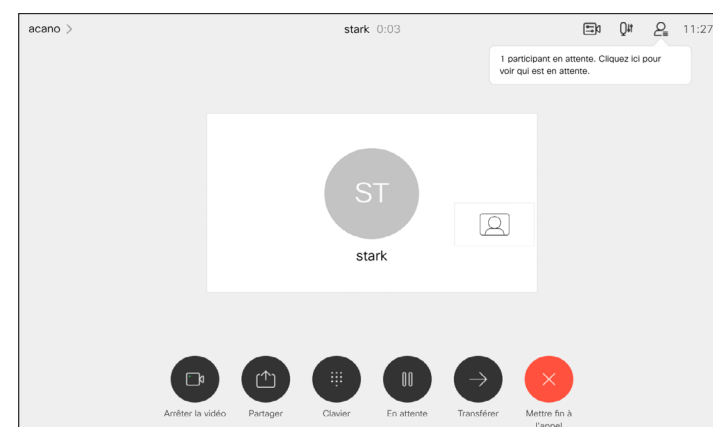 acano >
stark 0:03
11:27
1 participant en attente. Cliquez ici pour
voir qui est en attente.
ST
stark
Arrêter la vidéo
Partager
Clavier
En attente
Transférer
Mettre fin à
l'appel